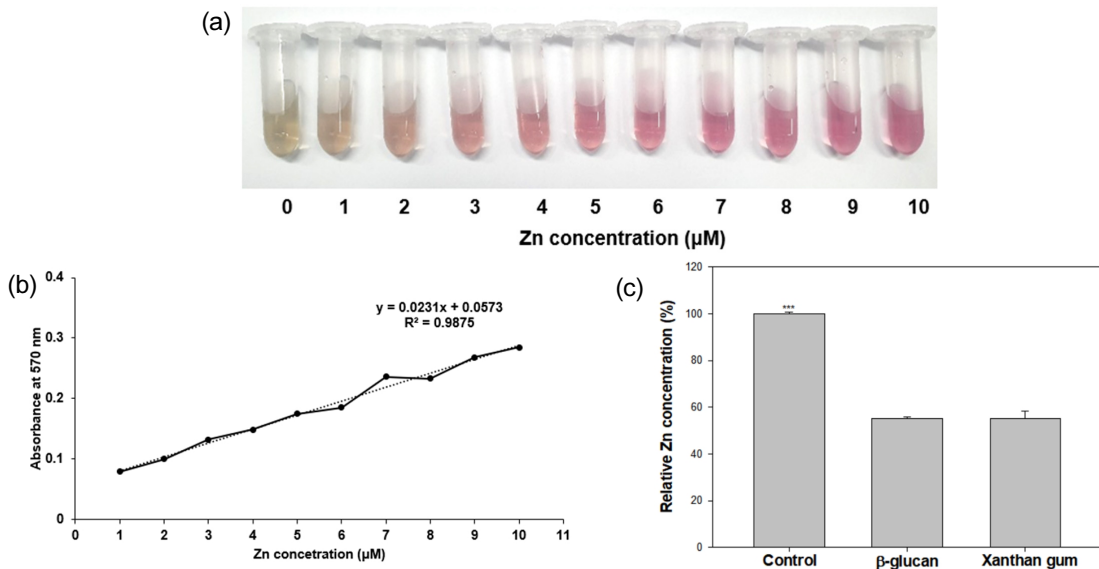 (a)
0 1 2 3 4 5 6 7 8 9 10
Zn concentration (µM)
(b)
Absorbance at 570 nm
0.4
0.3
0.2
0.1
0
y = 0.0231x + 0.0573
R² = 0.9875
0 1 2 3 4 5 6 7 8 9 10 11
Zn concetration (µM)
(c)
Relative Zn concentration (%)
120
100
80
60
40
20
0
***
Control β-glucan Xanthan gum